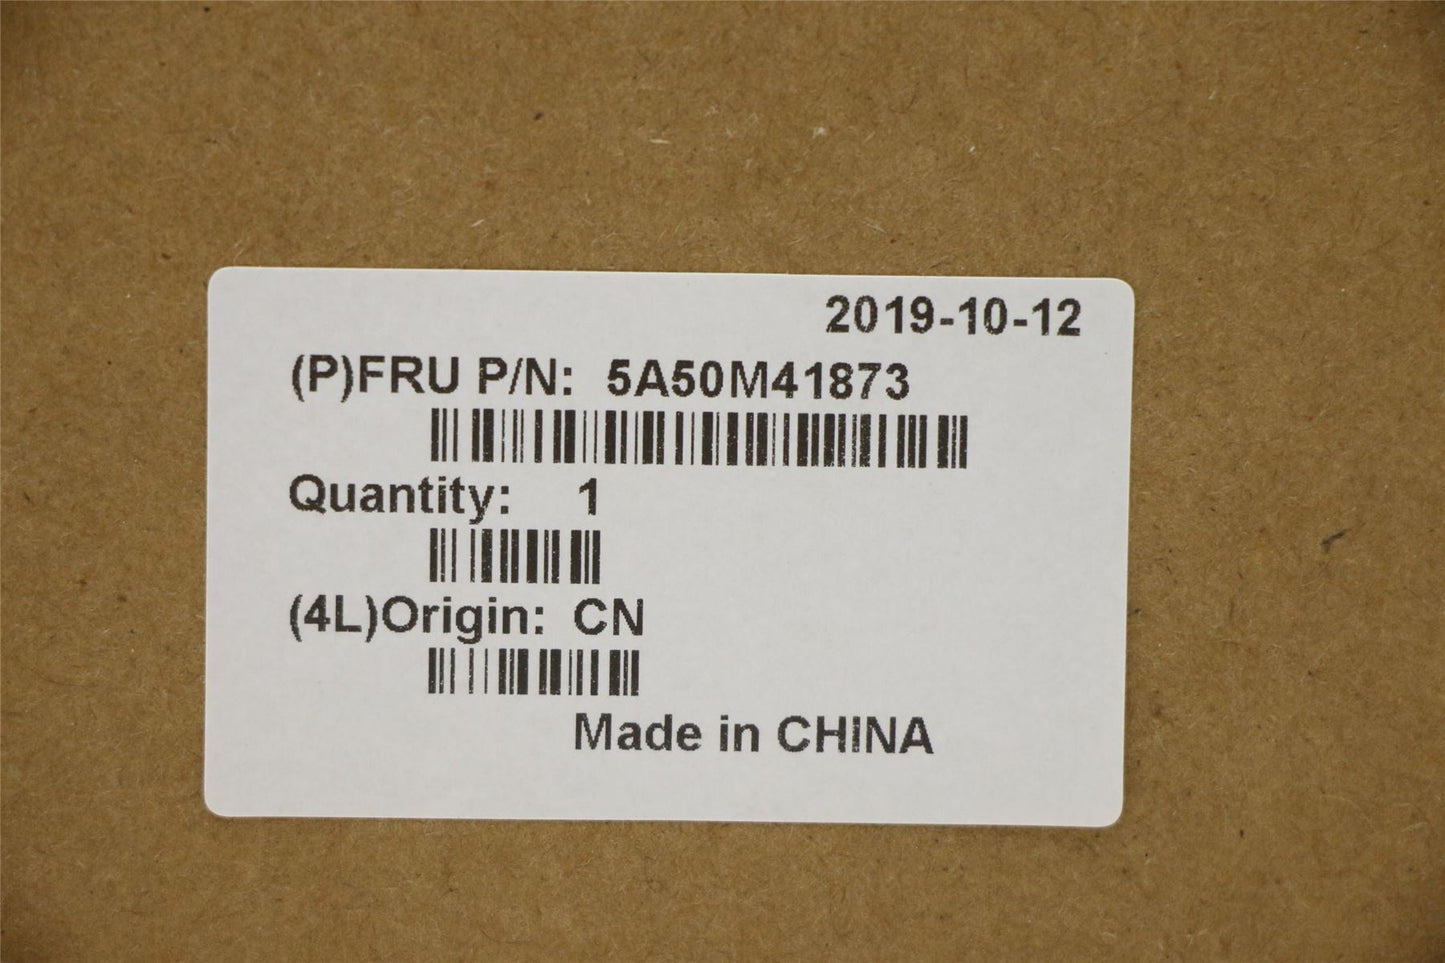 2019-10-12
(P)FRU P/N: 5A50M41873
Quantity: 1
(4L)Origin: CN
Made in CHINA